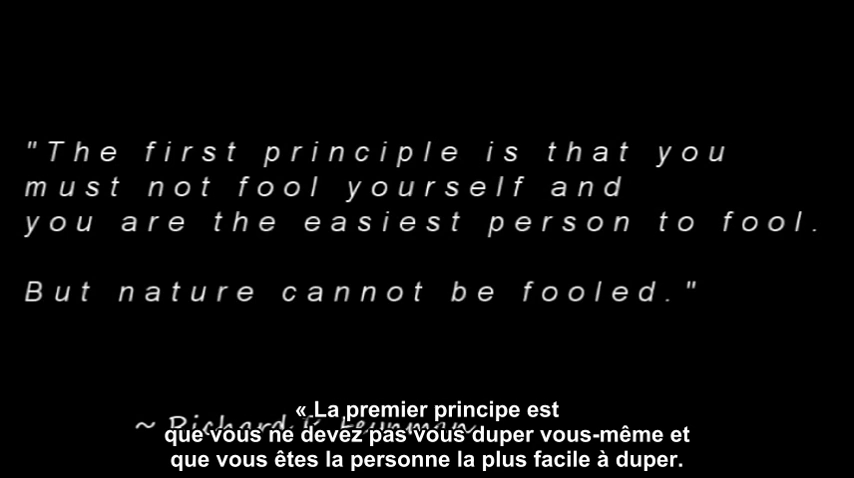 "The first principle is that you
must not fool yourself and
you are the easiest person to fool.
But nature cannot be fooled."
~ Richard
« La premier principe est
que vous ne devez pas vous duper vous-même et
que vous êtes la personne la plus facile à duper.